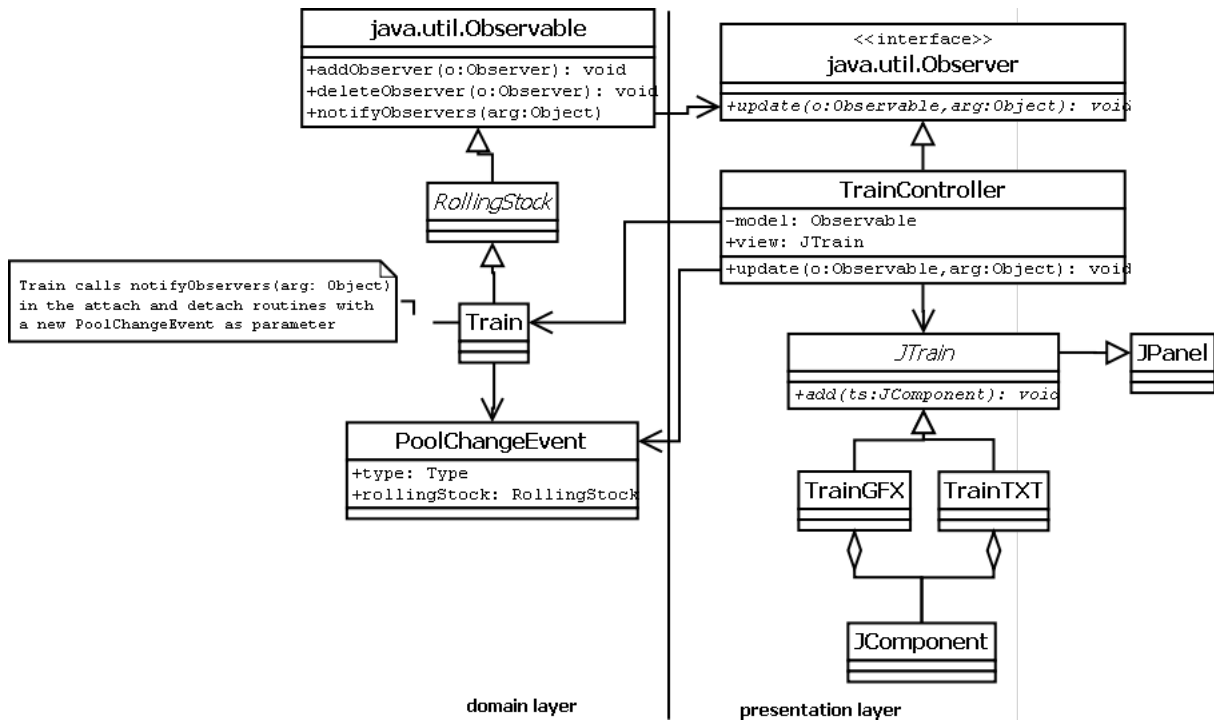 java.util.Observable
+addObserver(o:Observer): void
+deleteObserver(o:Observer): void
+notifyObservers(arg:Object)
<<interface>>
java.util.Observer
+update(o:Observable,arg:Object): void
RollingStock
TrainController
-model: Observable
+view: JTrain
+update(o:Observable,arg:Object): void
Train calls notifyObservers(arg: Object)
in the attach and detach routines with
a new PoolChangeEvent as parameter
Train
JTrain
+add(ts:JComponent): void
JPanel
PoolChangeEvent
+type: Type
+rollingStock: RollingStock
TrainGFX
TrainTXT
JComponent
domain layer
presentation layer